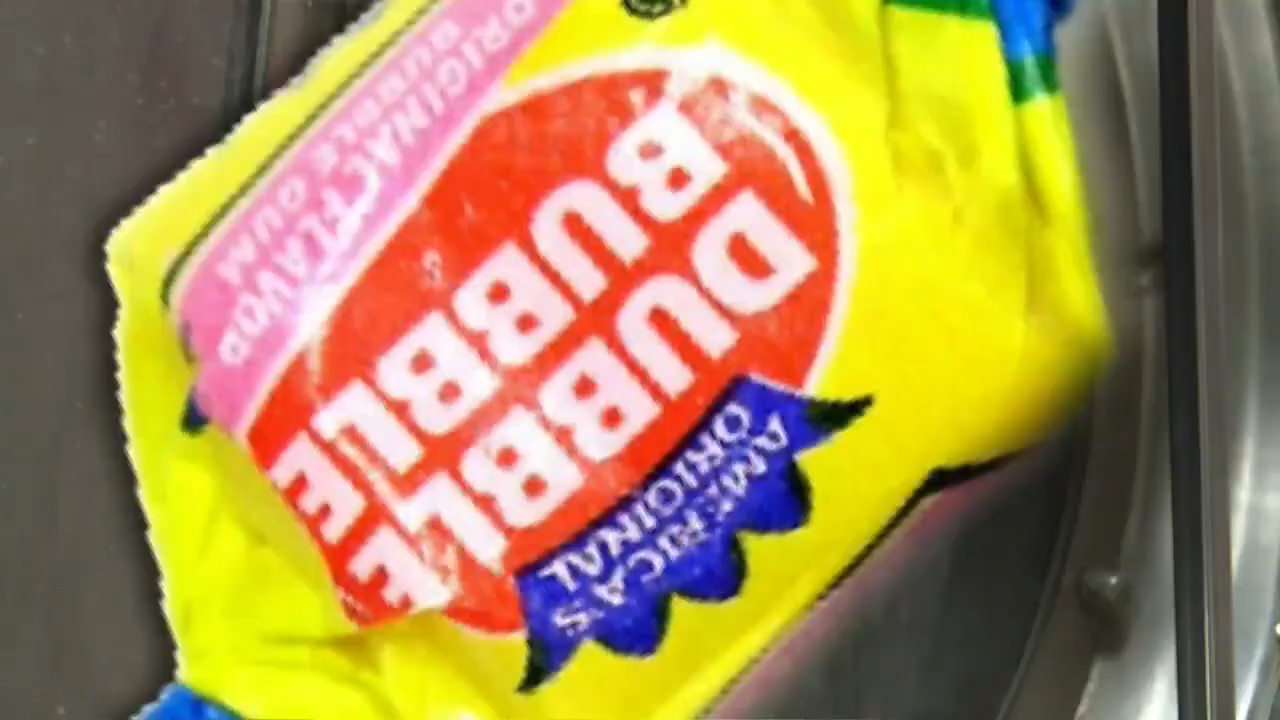 AMERICA'S
ORIGINAL
DUBBLE
BUBBLE
ORIGINAL FLAVOR
BUBBLE GUM